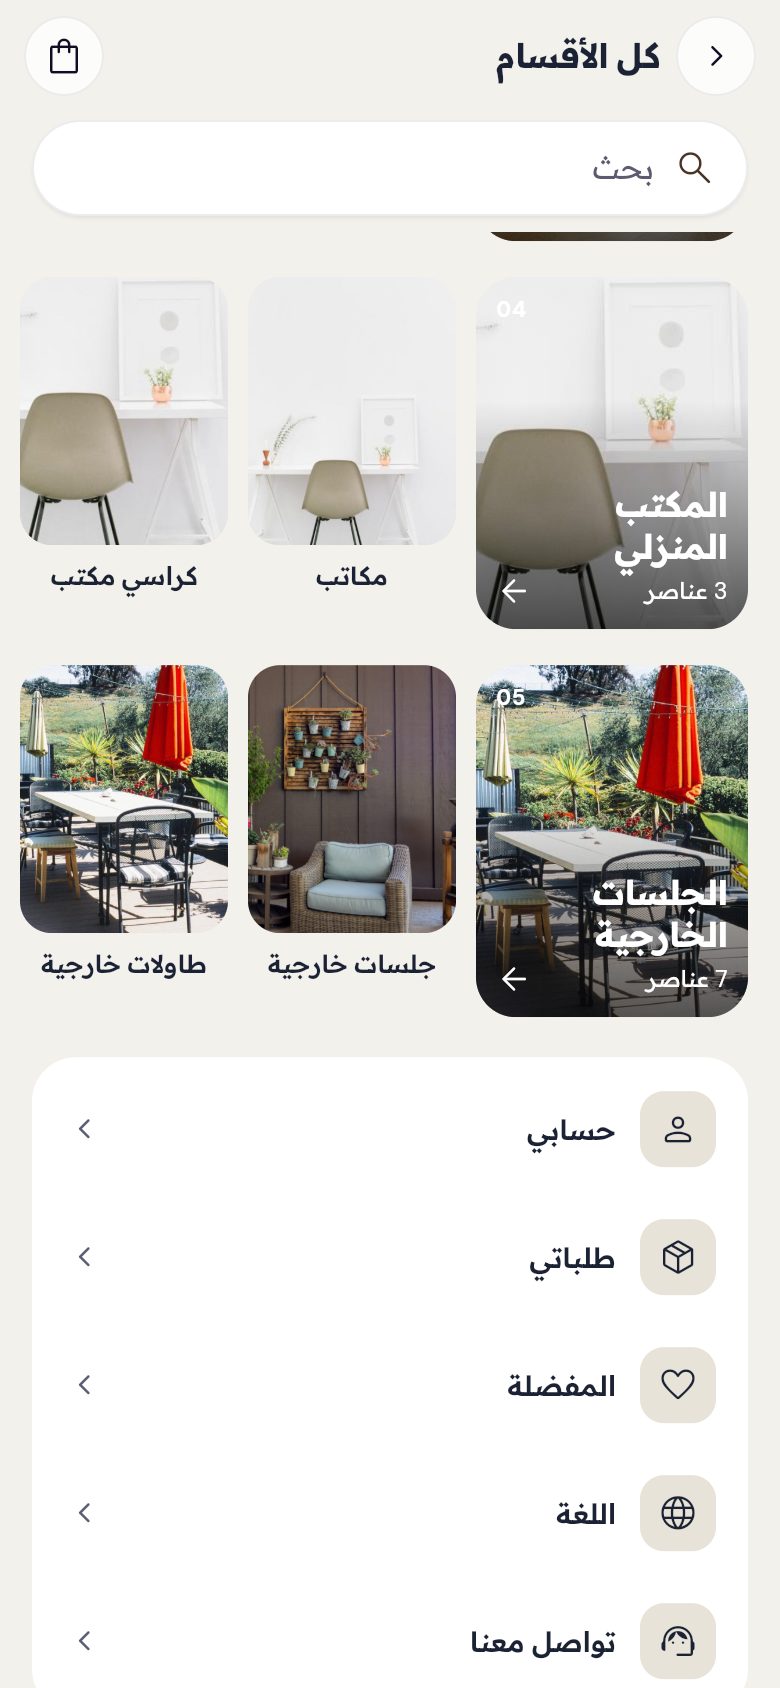 كل الأقسام
بحث
04
المكتب
المنزلي
3 عناصر
مكاتب
كراسي مكتب
05
الجلسات
الخارجية
7 عناصر
جلسات خارجية
طاولات خارجية
حسابي
طلباتي
المفضلة
اللغة
تواصل معنا